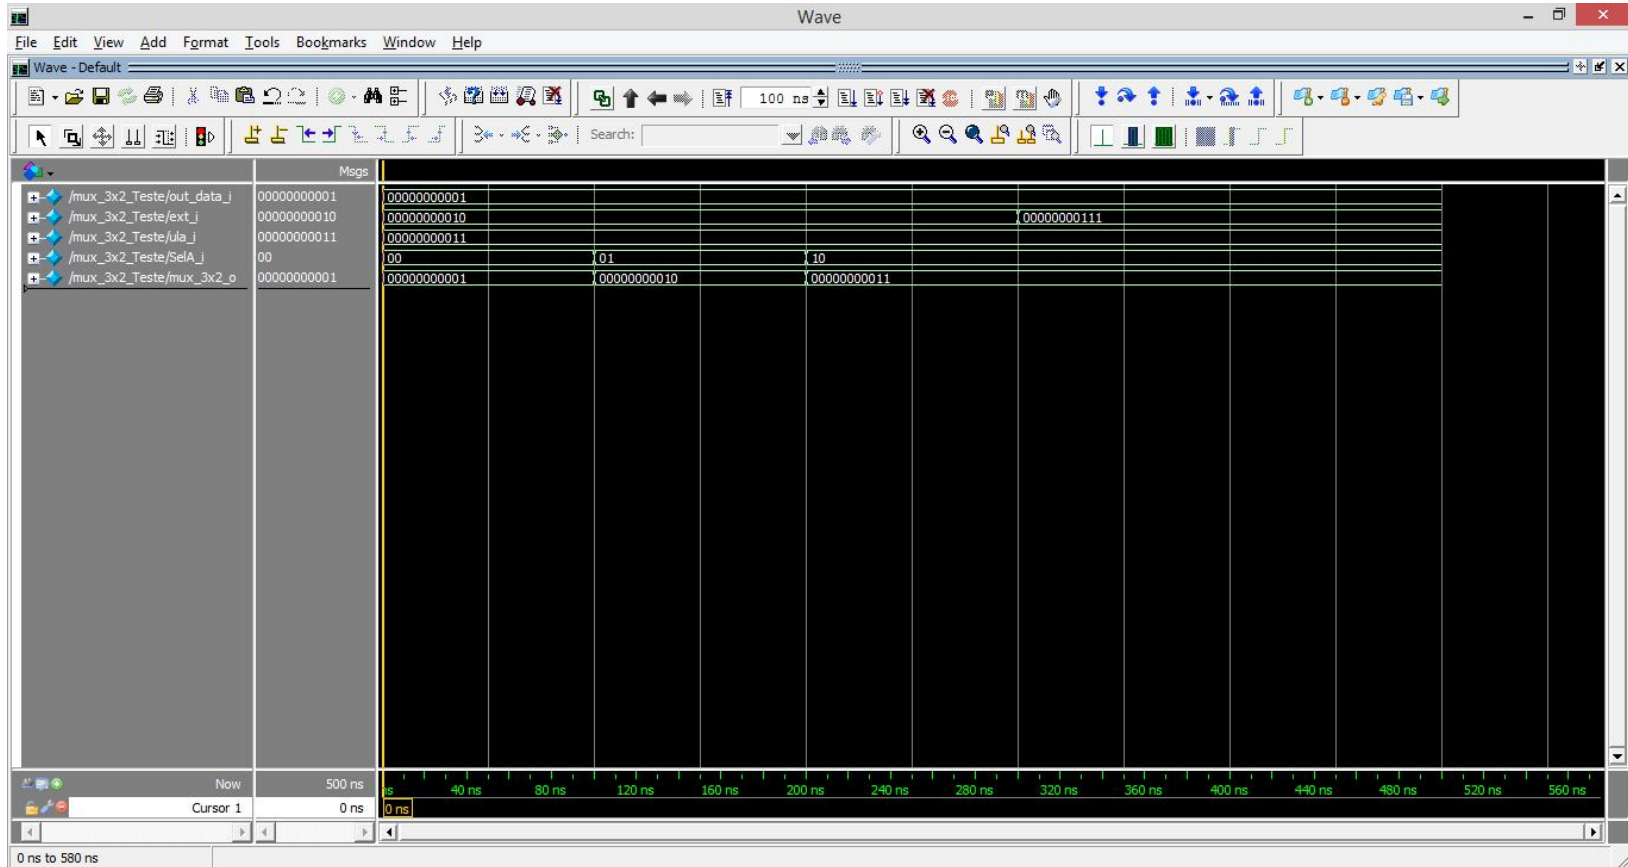 Wave
File Edit View Add Format Tools Bookmarks Window Help
Wave - Default
100 ns
Search:
Msgs
/mux_3x2_Teste/out_data_i 00000000001 00000000001
/mux_3x2_Teste/ext_i 00000000010 00000000010 00000000111
/mux_3x2_Teste/ula_i 00000000011 00000000011
/mux_3x2_Teste/SelA_i 00 00 01 10
/mux_3x2_Teste/mux_3x2_o 00000000001 00000000001 00000000010 00000000011
Now 500 ns ns 40 ns 80 ns 120 ns 160 ns 200 ns 240 ns 280 ns 320 ns 360 ns 400 ns 440 ns 480 ns 520 ns 560 ns
Cursor 1 0 ns 0 ns
0 ns to 580 ns